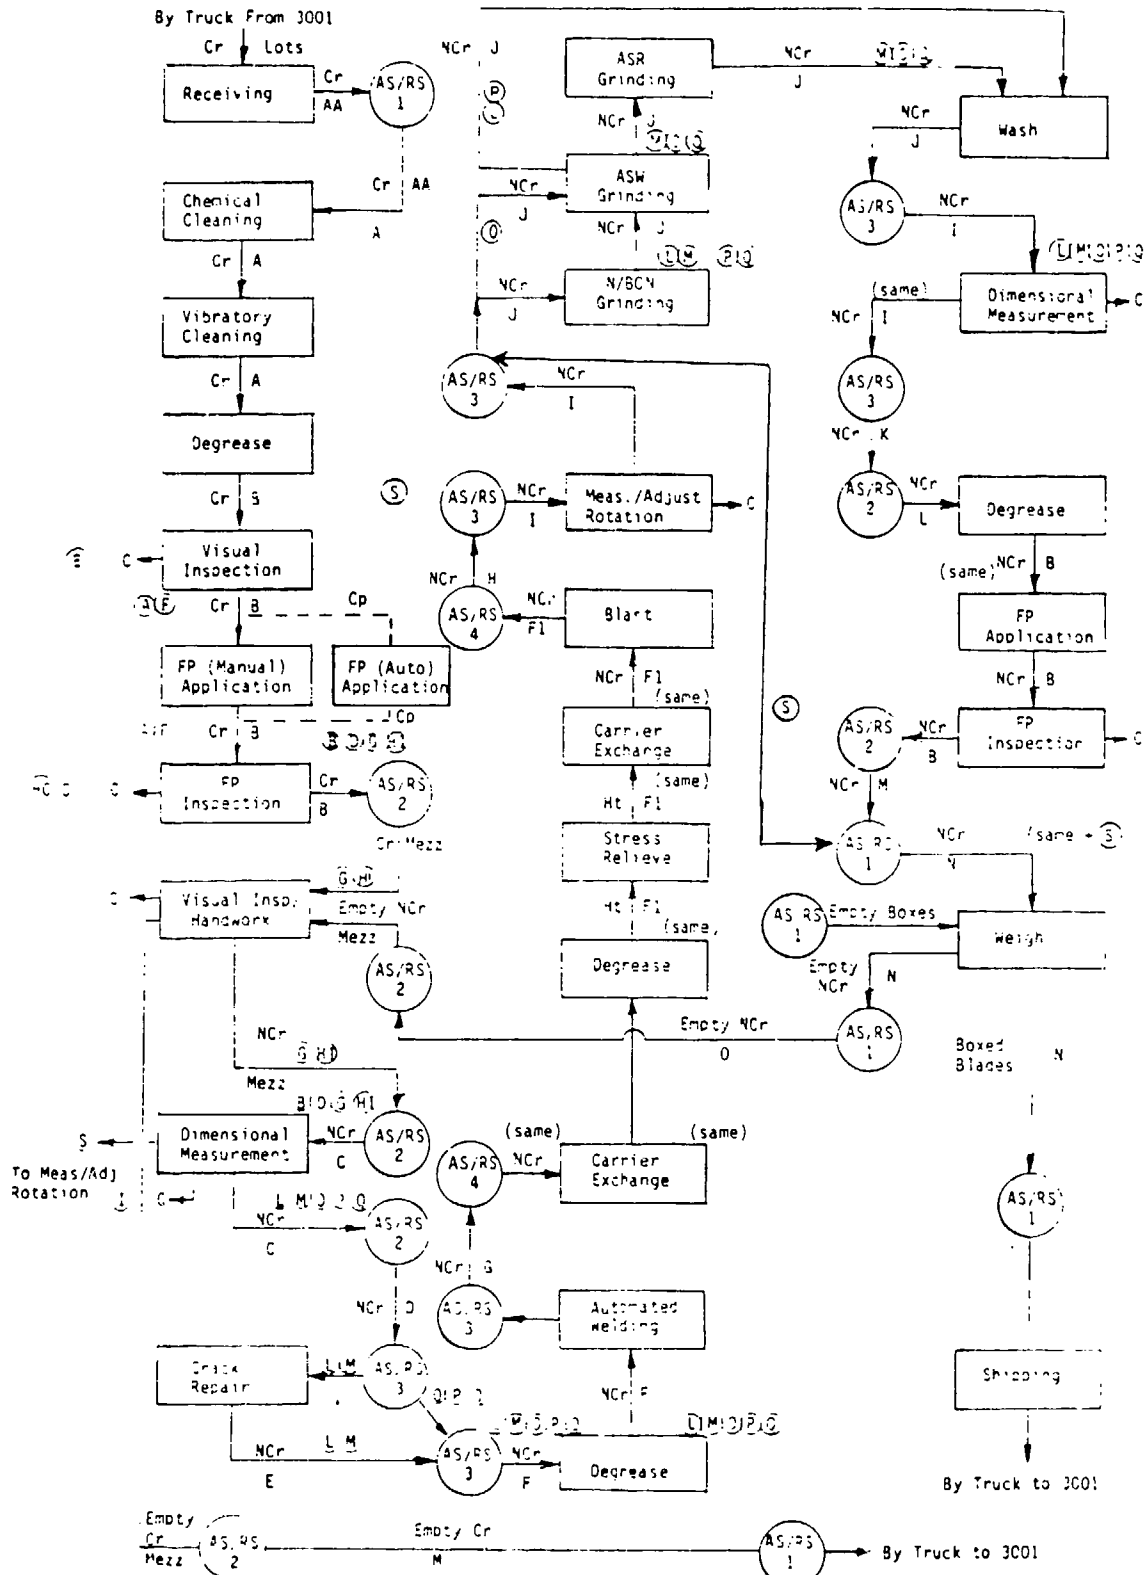 By Truck From 3001
Cr Lots
Receiving
Cr
AA
AS/RS
1
Cr AA
Chemical
Cleaning
A
Cr A
Vibratory
Cleaning
Cr A
Degrease
Cr
Visual
Inspection
C
Cr B
Cp
FP (Manual)
Application
FP (Auto)
Application
Cp
Cr B
FP
Inspection
Cr
B
AS/RS
2
Visual Insp/
Handwork
Empty NCr
Mezz
AS/RS
2
NCr
Mezz
Dimensional
Measurement
NCr
C
AS/RS
2
S
To Meas/Adj
Rotation
NCr
C
AS/RS
2
NCr D
Crack
Repair
L M
AS/RS
3
NCr
E
L M
AS/RS
3
NCr
F
Degrease
NCr F
Automated
Welding
AS/RS
3
NCr G
AS/RS
4
(same)
NCr
Carrier
Exchange
(same)
Degrease
(same)
Ht F1
Stress
Relieve
Ht F1
(same)
Carrier
Exchange
(same)
NCr F1
Blast
NCr
F1
AS/RS
4
NCr H
S
AS/RS
3
NCr
I
Meas./Adjust
Rotation
C
NCr
I
AS/RS
3
NCr
J
N/BCN
Grinding
NCr J
O
NCr
J
ASW
Grinding
NCr J
ASR
Grinding
NCr
J
NCr J
P
L
Wash
NCr
J
AS/RS
3
NCr
I
L M O P Q
Dimensional
Measurement
C
(same)
NCr I
AS/RS
3
NCr K
AS/RS
2
NCr
L
Degrease
(same)
NCr B
FP
Application
NCr B
FP
Inspection
C
NCr
B
AS/RS
2
NCr M
S
AS/RS
1
NCr
N
(same + S)
AS/RS
1
Empty Boxes
Weigh
Empty
NCr
N
AS/RS
1
Empty NCr
O
Boxed
Blades
N
AS/RS
1
Shipping
By Truck to 3001
Empty
Cr
Mezz
AS/RS
2
Empty Cr
M
AS/RS
1
By Truck to 3001